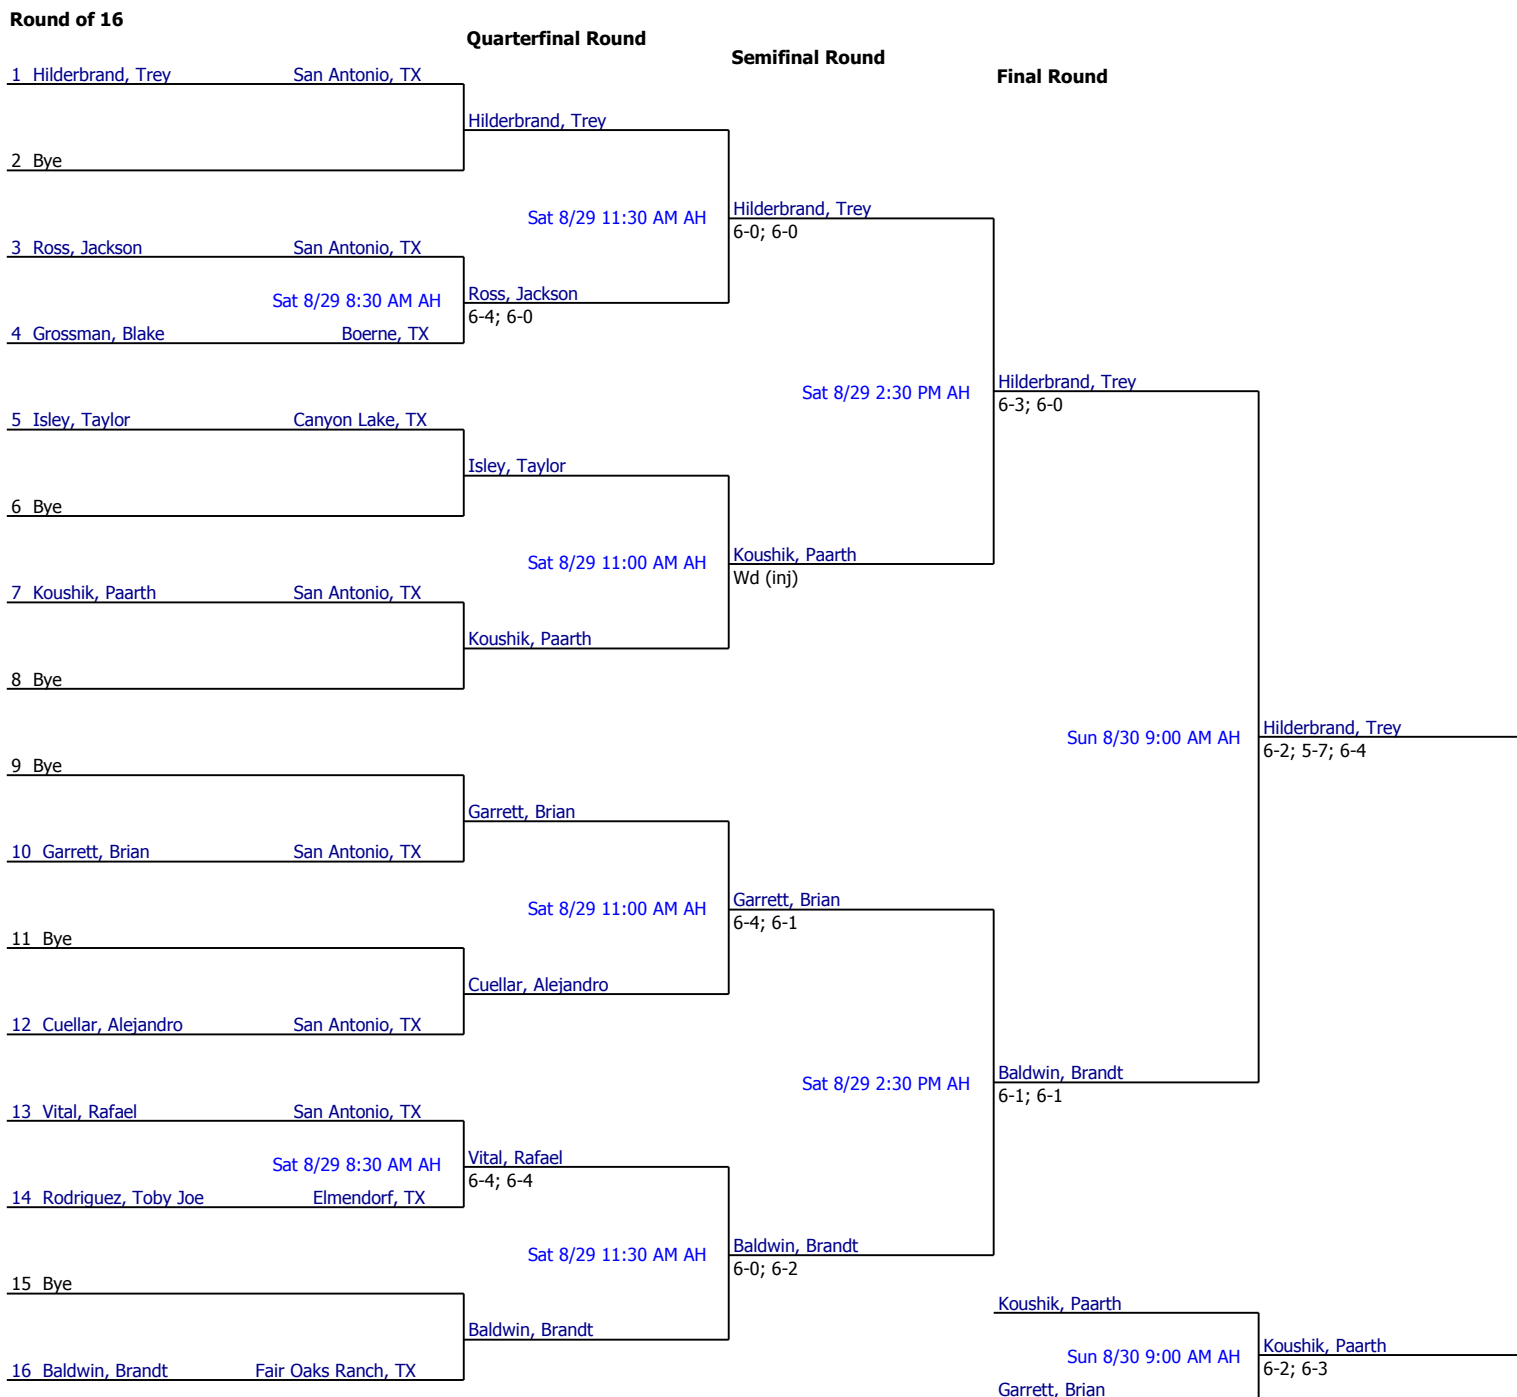 Round of 16
Quarterfinal Round
Semifinal Round
Final Round
1 Hilderbrand, Trey San Antonio, TX
Hilderbrand, Trey
2 Bye
Sat 8/29 11:30 AM AH
Hilderbrand, Trey
6-0; 6-0
3 Ross, Jackson San Antonio, TX
Sat 8/29 8:30 AM AH
Ross, Jackson
6-4; 6-0
4 Grossman, Blake Boerne, TX
Sat 8/29 2:30 PM AH
Hilderbrand, Trey
6-3; 6-0
5 Isley, Taylor Canyon Lake, TX
Isley, Taylor
6 Bye
Sat 8/29 11:00 AM AH
Koushik, Paarth
Wd (inj)
7 Koushik, Paarth San Antonio, TX
Koushik, Paarth
8 Bye
Sun 8/30 9:00 AM AH
Hilderbrand, Trey
6-2; 5-7; 6-4
9 Bye
Garrett, Brian
10 Garrett, Brian San Antonio, TX
Sat 8/29 11:00 AM AH
Garrett, Brian
6-4; 6-1
11 Bye
Cuellar, Alejandro
12 Cuellar, Alejandro San Antonio, TX
Sat 8/29 2:30 PM AH
Baldwin, Brandt
6-1; 6-1
13 Vital, Rafael San Antonio, TX
Sat 8/29 8:30 AM AH
Vital, Rafael
6-4; 6-4
14 Rodriguez, Toby Joe Elmendorf, TX
Sat 8/29 11:30 AM AH
Baldwin, Brandt
6-0; 6-2
15 Bye
Baldwin, Brandt
16 Baldwin, Brandt Fair Oaks Ranch, TX
Koushik, Paarth
Sun 8/30 9:00 AM AH
Koushik, Paarth
6-2; 6-3
Garrett, Brian